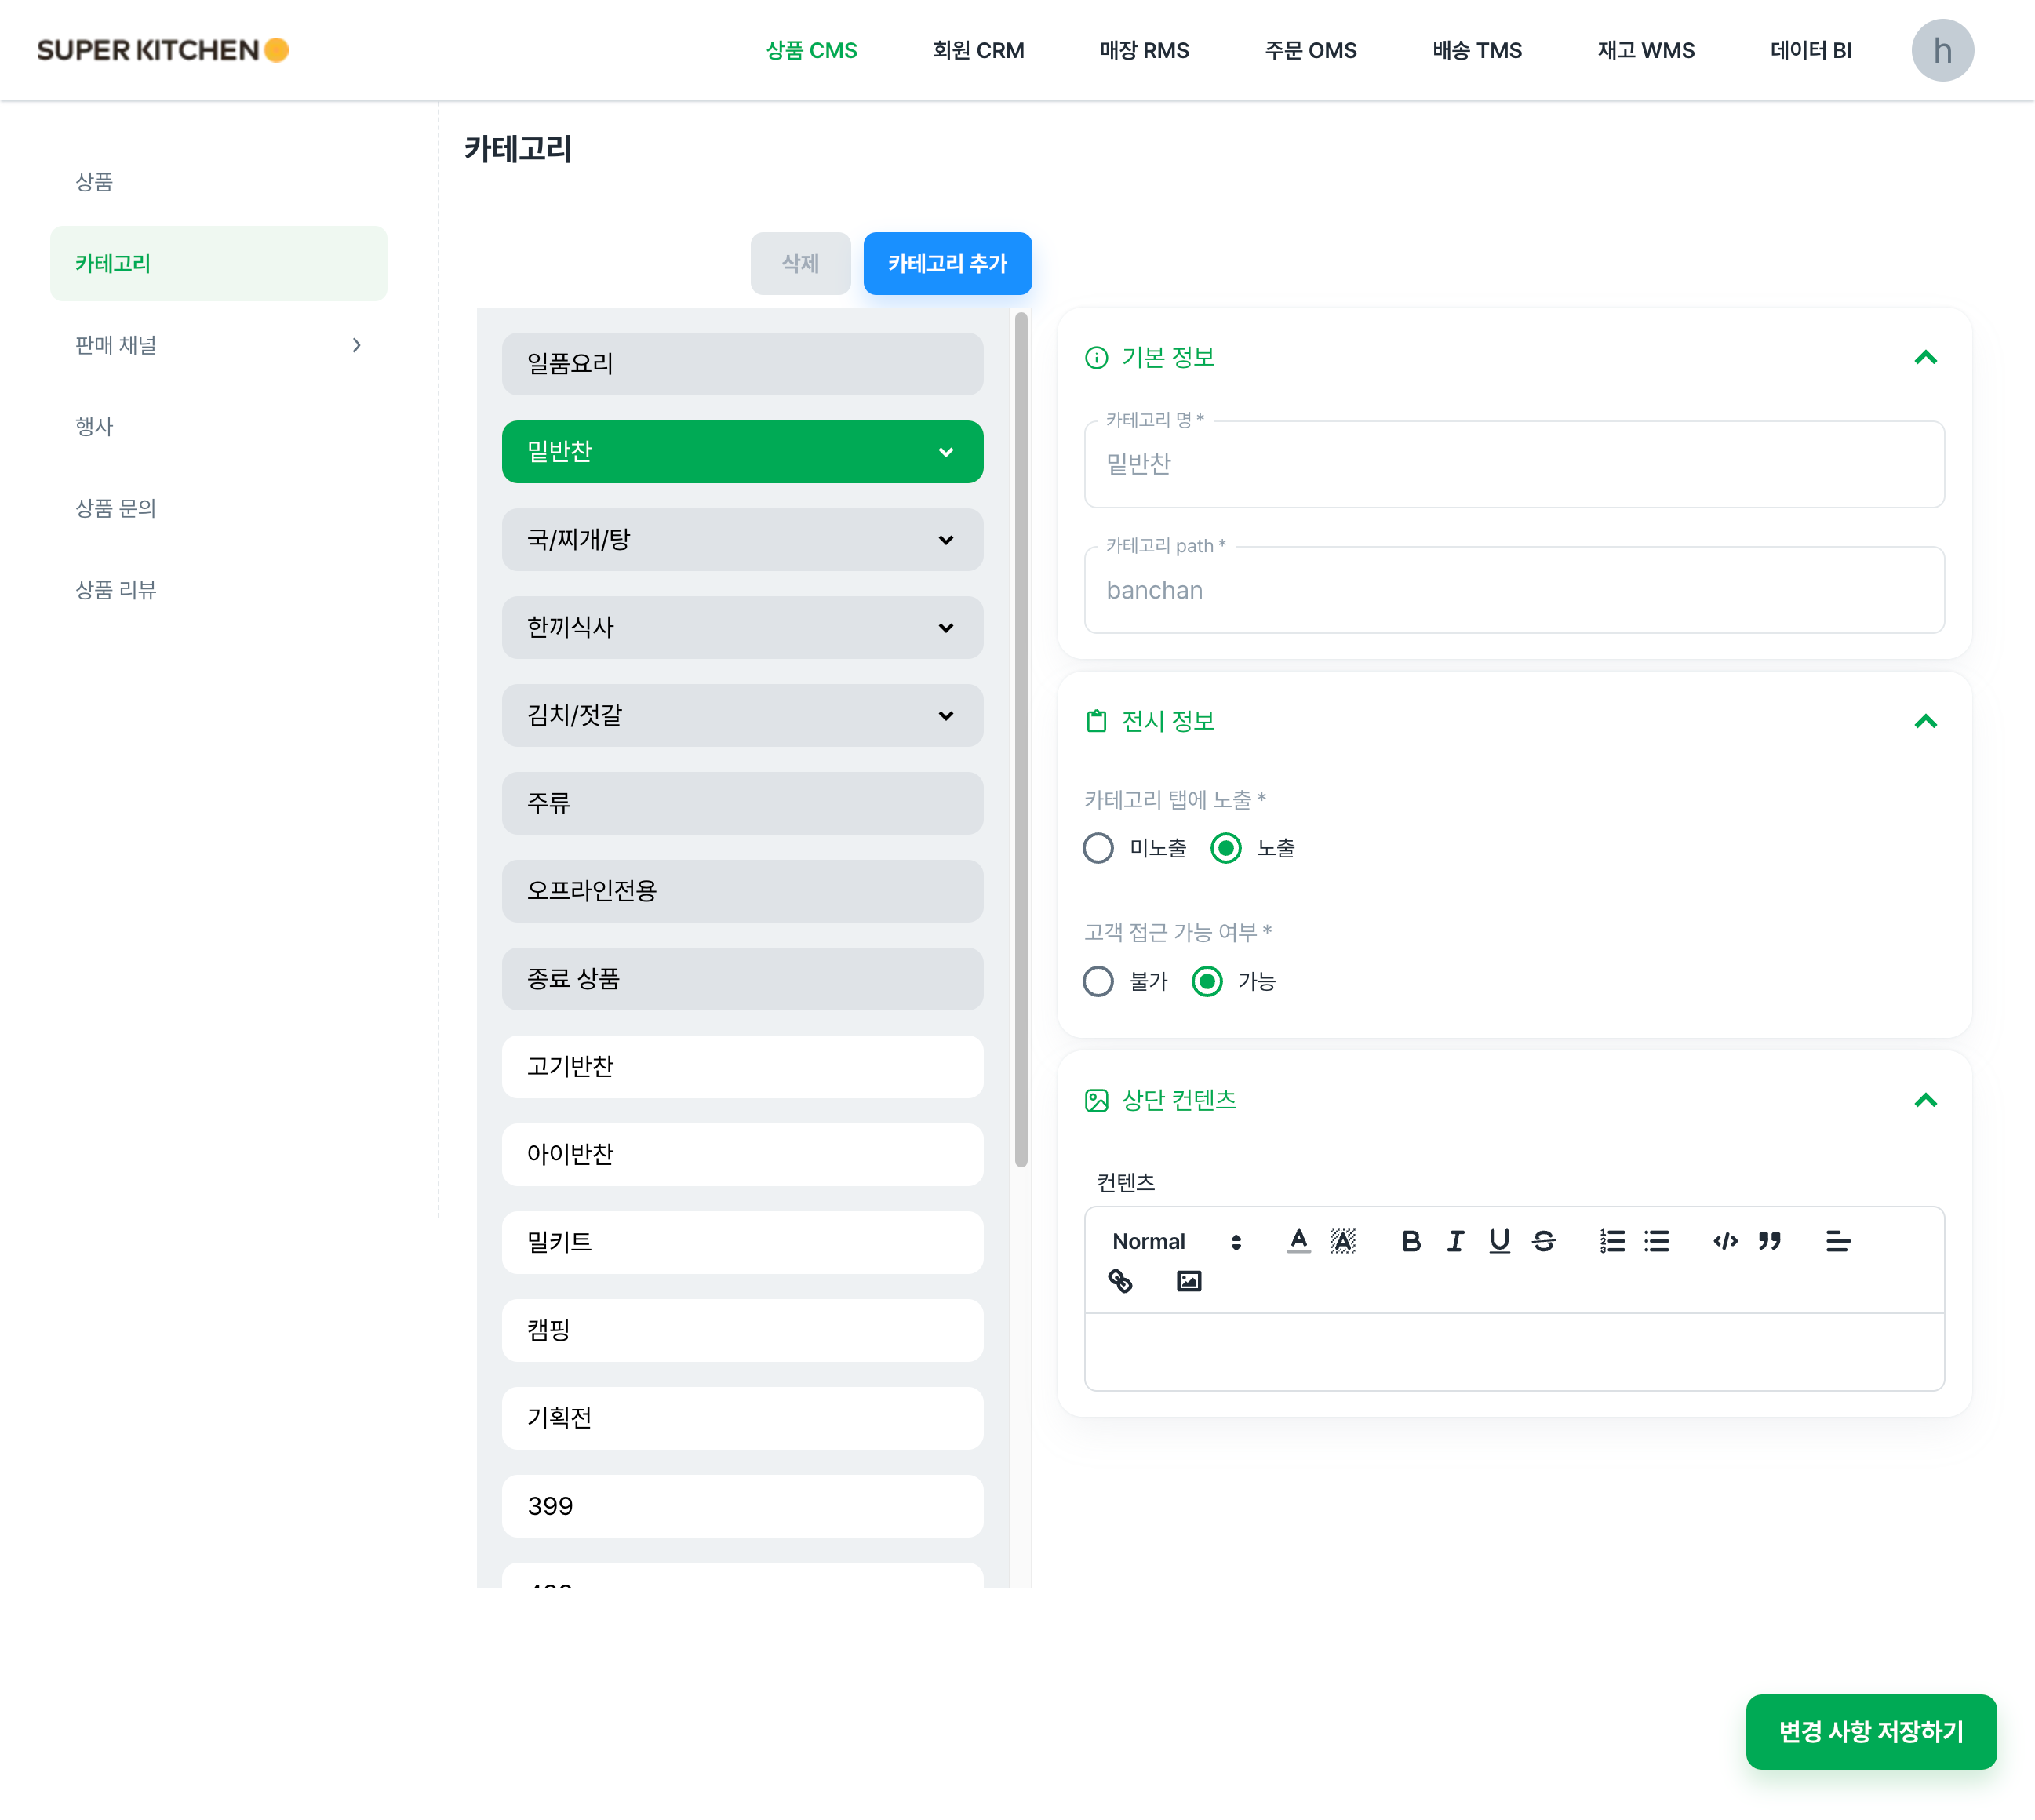 SUPER KITCHEN
상품 CMS
회원 CRM
매장 RMS
주문 OMS
배송 TMS
재고 WMS
데이터 BI
h
상품
카테고리
판매 채널
행사
상품 문의
상품 리뷰
카테고리
삭제
카테고리 추가
일품요리
밑반찬
국/찌개/탕
한끼식사
김치/젓갈
주류
오프라인전용
종료 상품
고기반찬
아이반찬
밀키트
캠핑
기획전
399
기본 정보
카테고리 명 *
밑반찬
카테고리 path *
banchan
전시 정보
카테고리 탭에 노출 *
미노출
노출
고객 접근 가능 여부 *
불가
가능
상단 컨텐츠
컨텐츠
Normal
변경 사항 저장하기